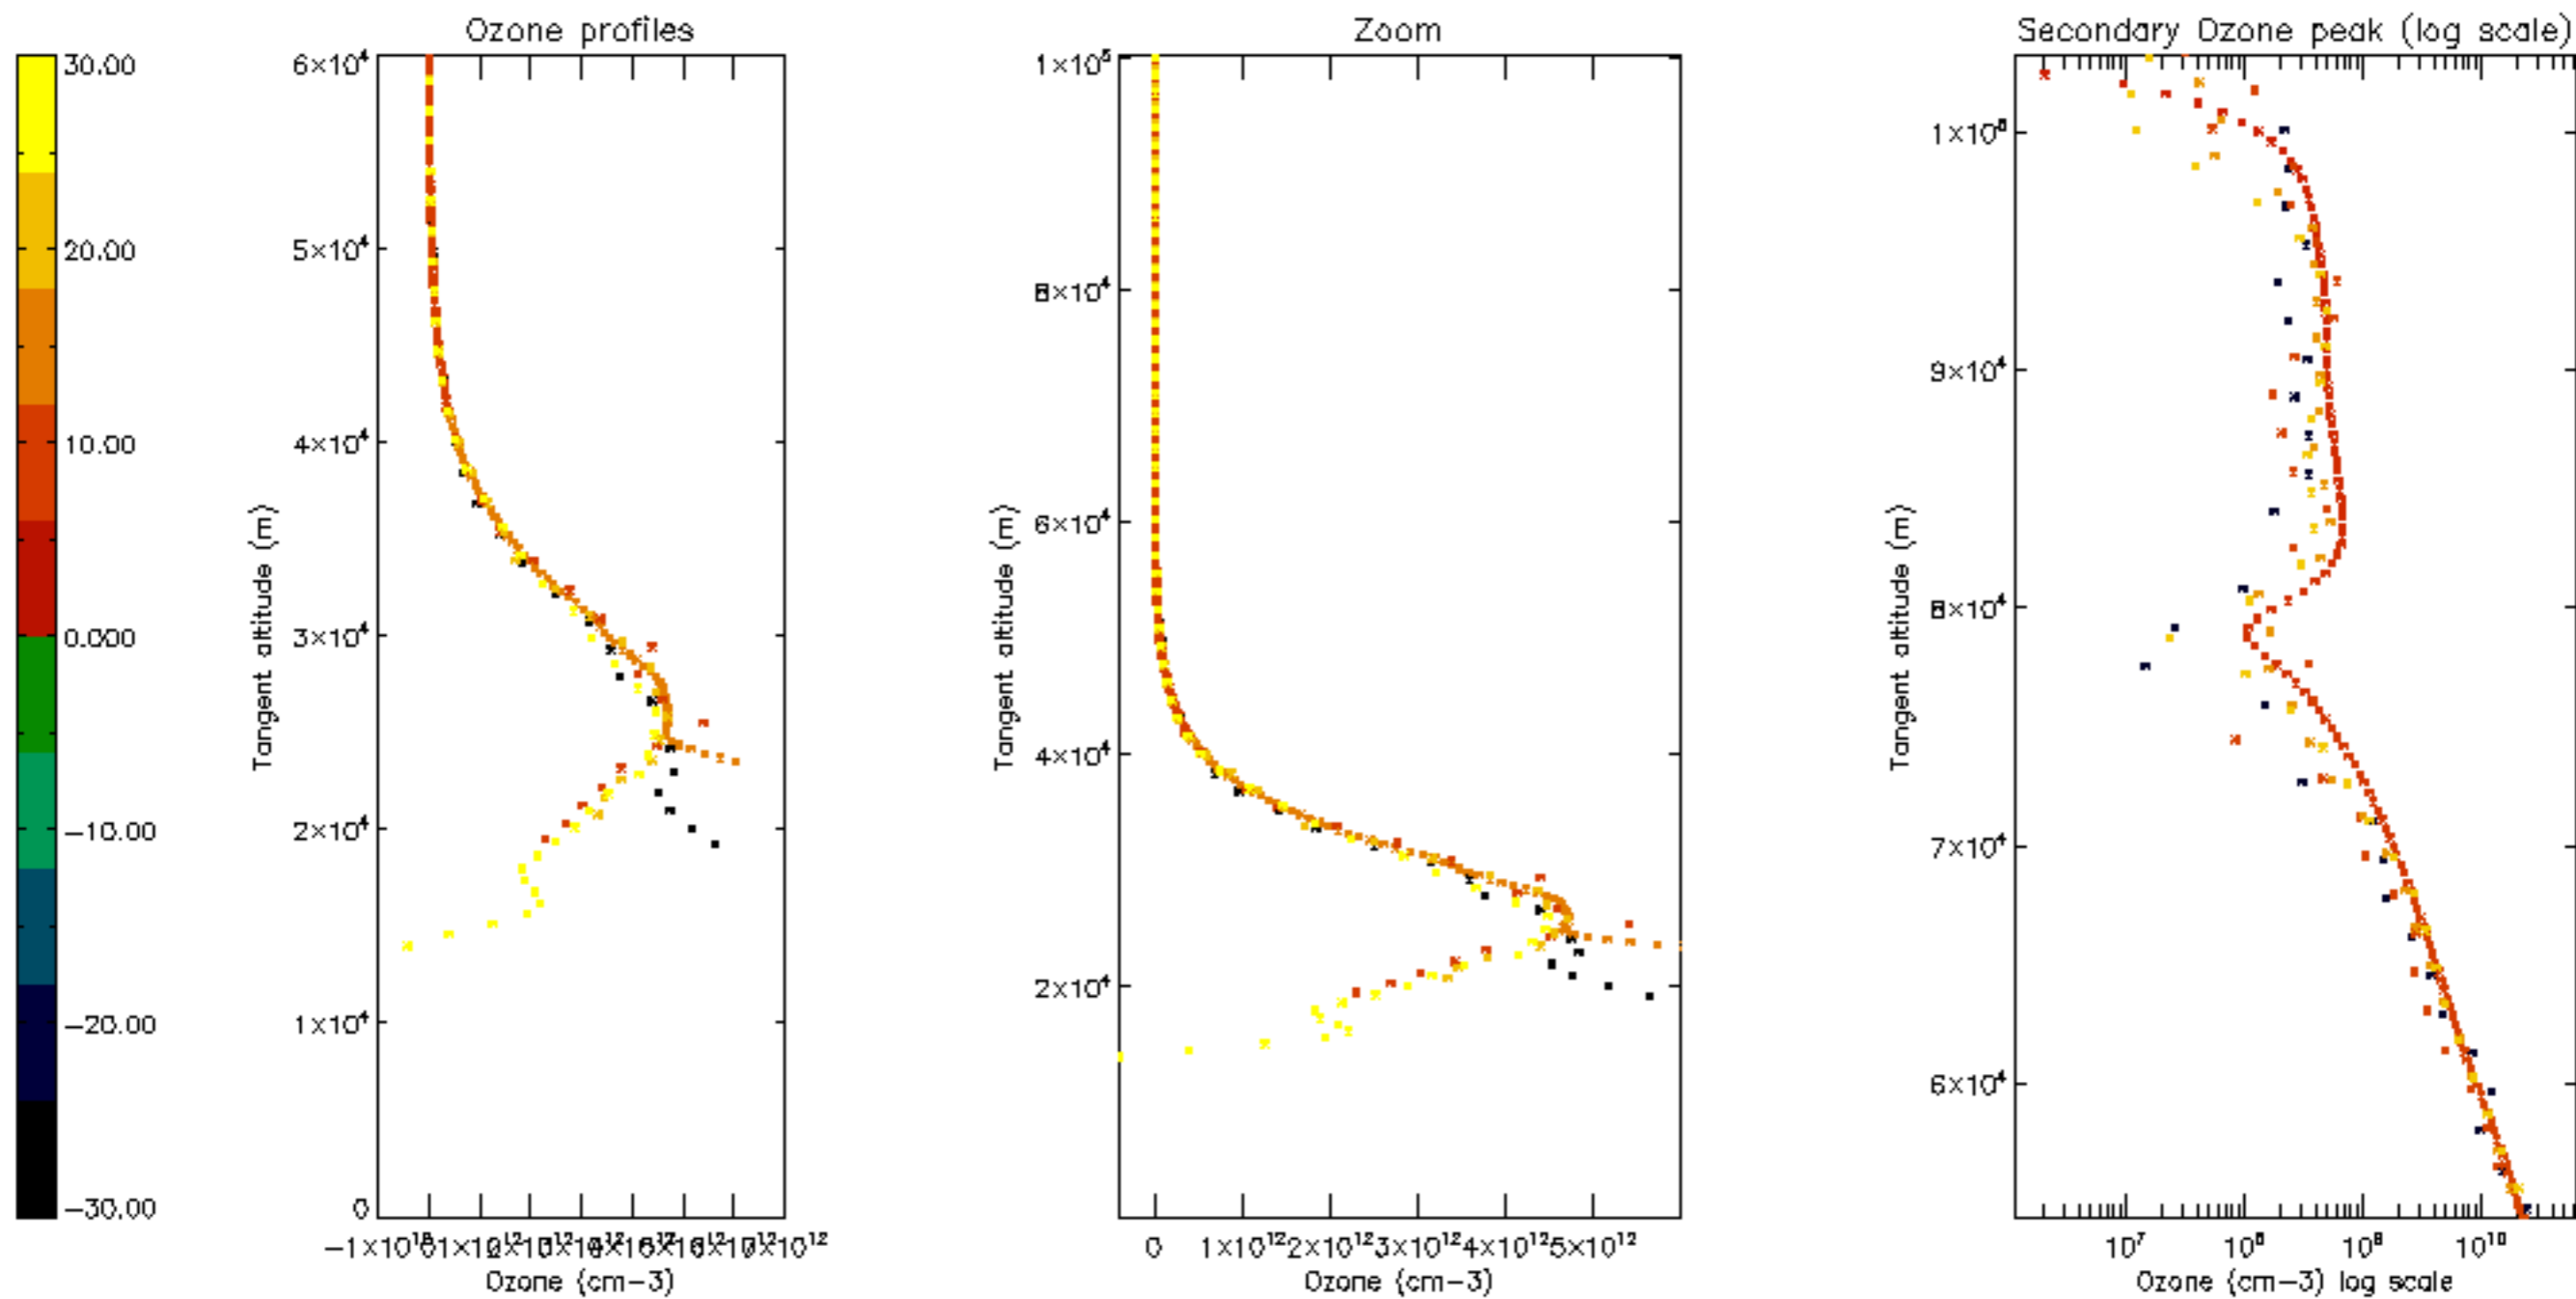 Ozone profiles
Zoom
Secondary Ozone peak (log scale)
30.00
20.00
10.00
0.000
−10.00
−20.00
−30.00
6×10⁴
5×10⁴
4×10⁴
3×10⁴
2×10⁴
1×10⁴
0
Tangent altitude (m)
Ozone (cm−3)
1×10⁵
8×10⁴
6×10⁴
4×10⁴
2×10⁴
Tangent altitude (m)
0 1×10¹² 2×10¹² 3×10¹² 4×10¹² 5×10¹²
Ozone (cm−3)
9×10⁴
8×10⁴
7×10⁴
6×10⁴
Tangent altitude (m)
10⁷ 10⁸ 10⁹ 10¹⁰
Ozone (cm−3) log scale